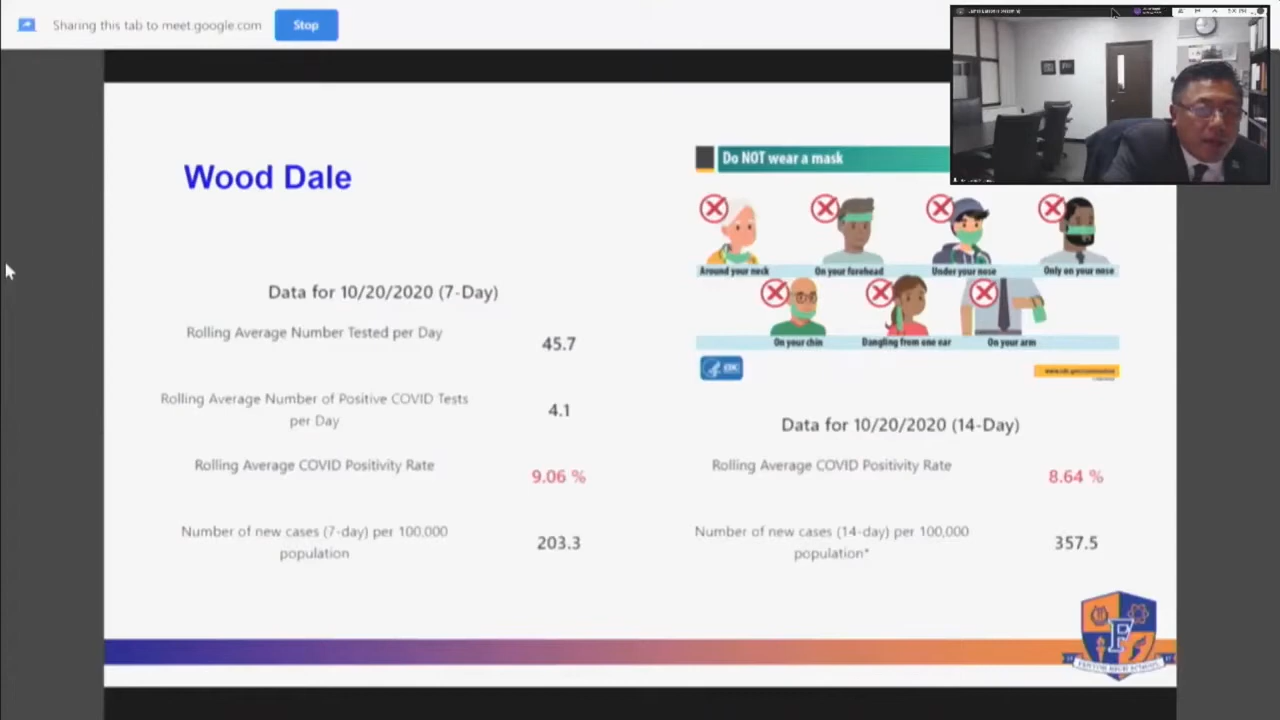 Sharing this tab to meet.google.com
Stop
Wood Dale
Do NOT wear a mask
Around your neck
On your forehead
Under your nose
Only on your nose
On your chin
Dangling from one ear
On your arm
CDC
Data for 10/20/2020 (7-Day)
Rolling Average Number Tested per Day
45.7
Rolling Average Number of Positive COVID Tests
per Day
4.1
Rolling Average COVID Positivity Rate
9.06 %
Number of new cases (7-day) per 100,000
population
203.3
Data for 10/20/2020 (14-Day)
Rolling Average COVID Positivity Rate
8.64 %
Number of new cases (14-day) per 100,000
population*
357.5
F
FENTON HIGH SCHOOL